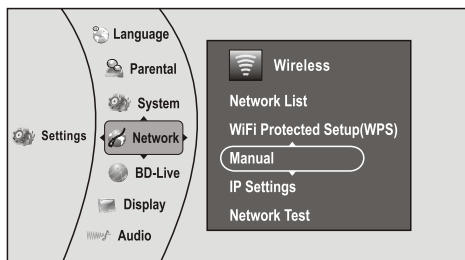 Language
Parental
System
Settings
Network
BD-Live
Display
Audio
Wireless
Network List
WiFi Protected Setup(WPS)
Manual
IP Settings
Network Test